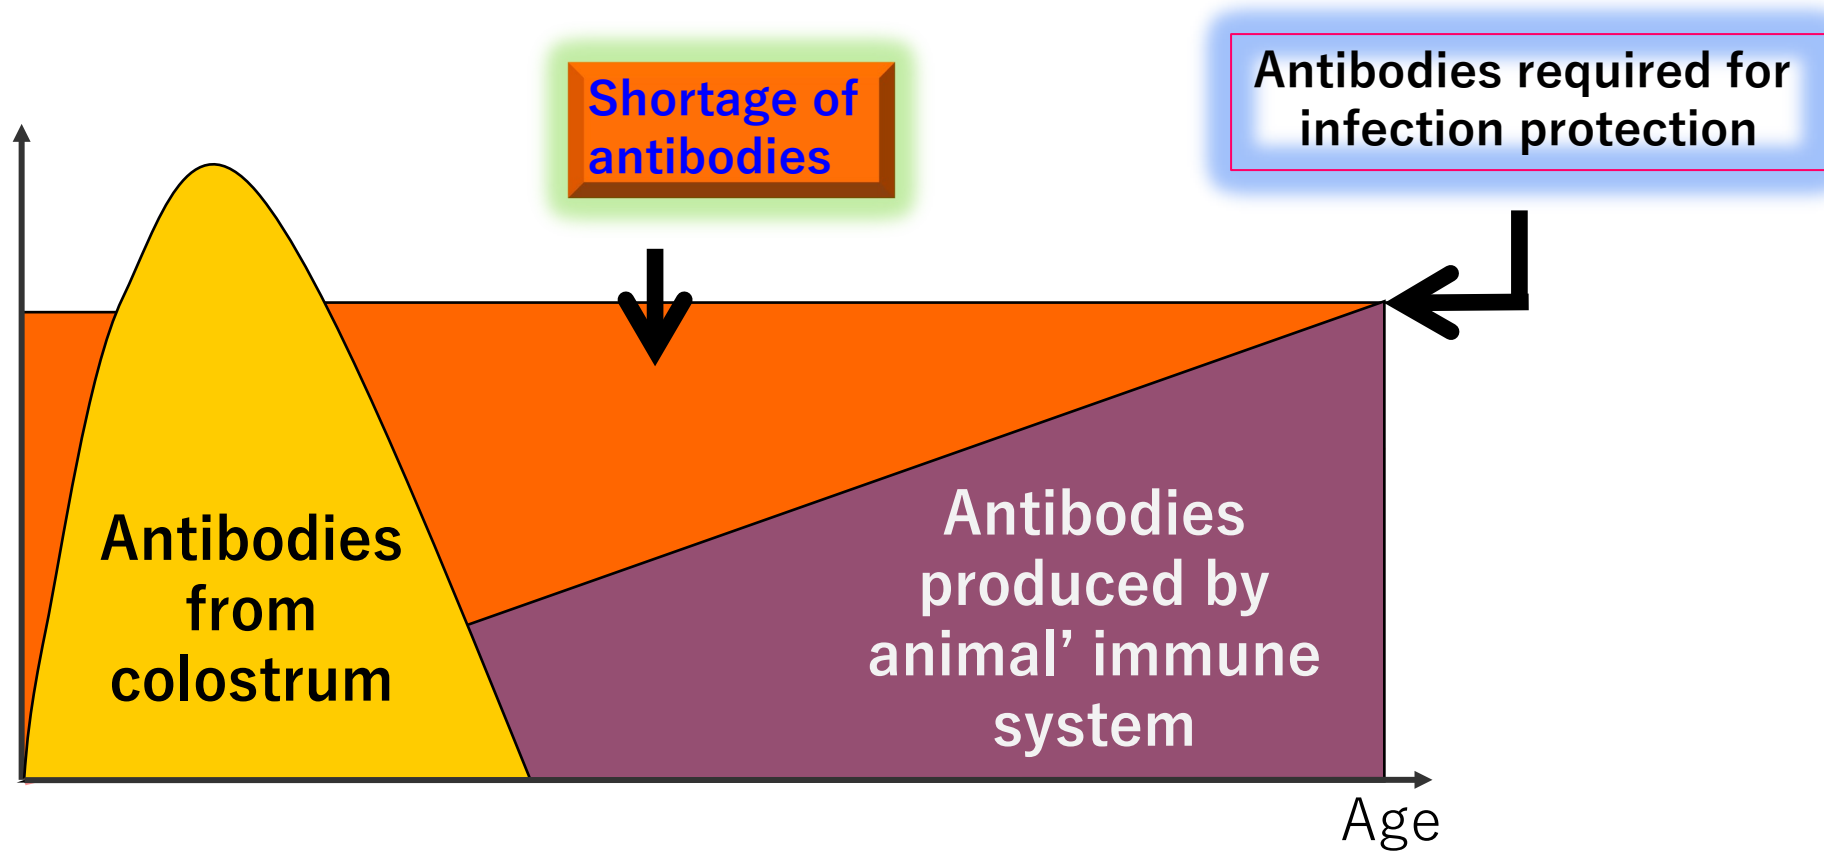 Shortage of
antibodies
Antibodies required for
infection protection
Antibodies
from
colostrum
Antibodies
produced by
animal’ immune
system
Age